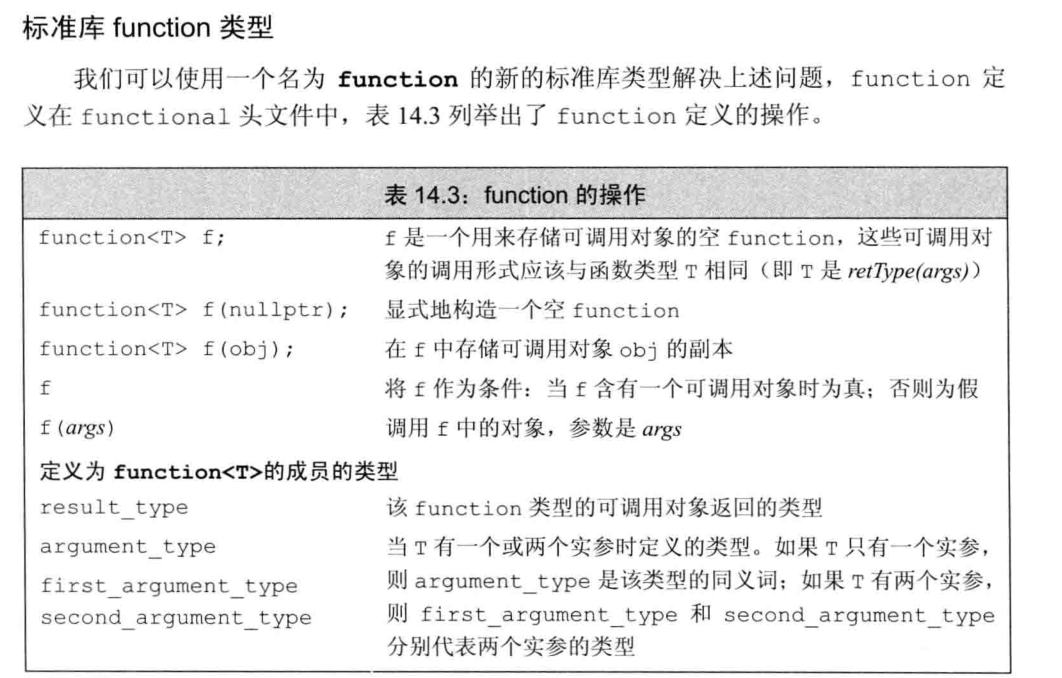 标准库 function 类型
我们可以使用一个名为 function 的新的标准库类型解决上述问题，function 定
义在 functional 头文件中，表 14.3 列举出了 function 定义的操作。
表 14.3：function 的操作
function<T> f; f 是一个用来存储可调用对象的空 function，这些可调用对
象的调用形式应该与函数类型 T 相同（即 T 是 retType(args)）
function<T> f(nullptr); 显式地构造一个空 function
function<T> f(obj); 在 f 中存储可调用对象 obj 的副本
f 将 f 作为条件：当 f 含有一个可调用对象时为真；否则为假
f(args) 调用 f 中的对象，参数是 args
定义为 function<T>的成员的类型
result_type 该 function 类型的可调用对象返回的类型
argument_type 当 T 有一个或两个实参时定义的类型。如果 T 只有一个实参，
first_argument_type 则 argument_type 是该类型的同义词；如果 T 有两个实参，
second_argument_type 则 first_argument_type 和 second_argument_type
分别代表两个实参的类型